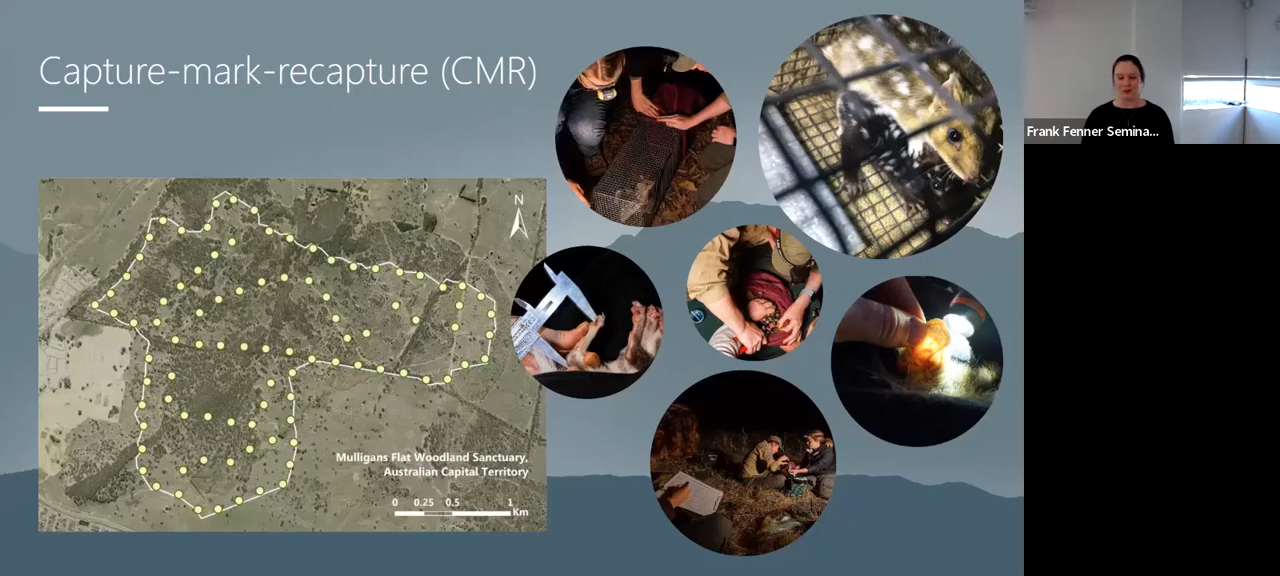 Capture-mark-recapture (CMR)
N
Mulligans Flat Woodland Sanctuary,
Australian Capital Territory
0 0.25 0.5 1
Km
Frank Fenner Semina...